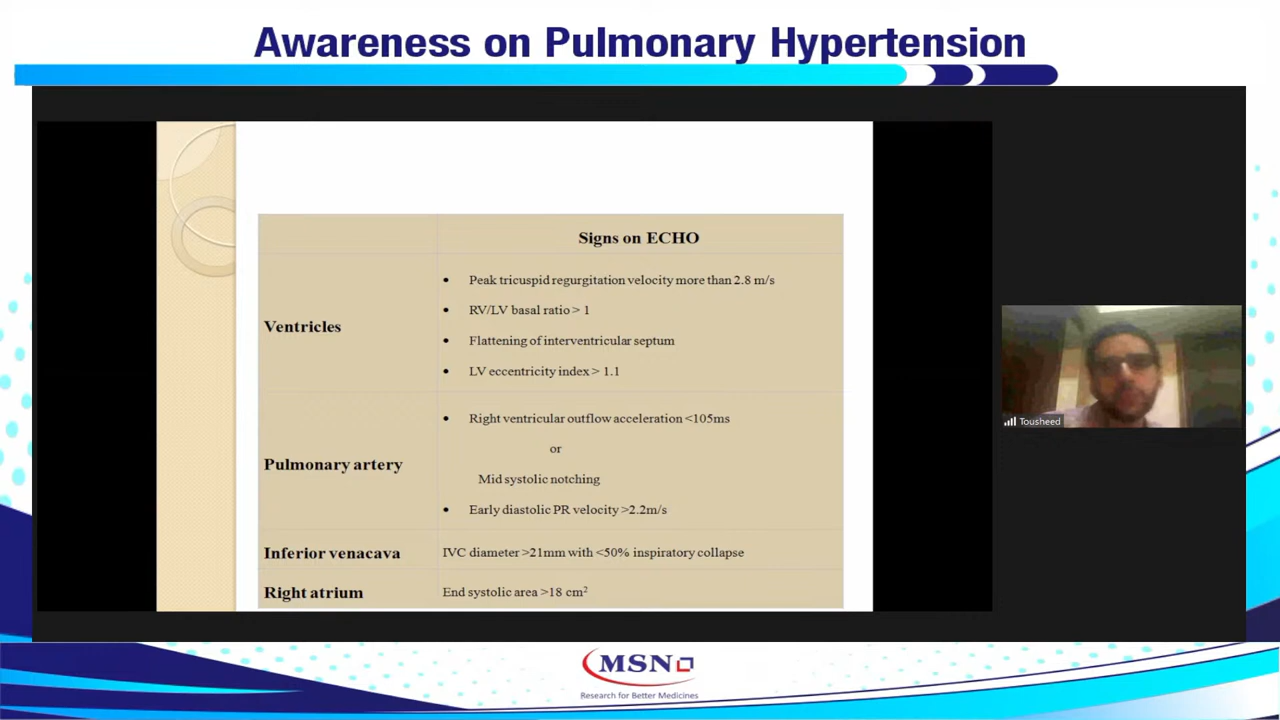 Awareness on Pulmonary Hypertension
Signs on ECHO
Ventricles
• Peak tricuspid regurgitation velocity more than 2.8 m/s
• RV/LV basal ratio > 1
• Flattening of interventricular septum
• LV eccentricity index > 1.1
Pulmonary artery
• Right ventricular outflow acceleration <105ms
or
Mid systolic notching
• Early diastolic PR velocity >2.2m/s
Inferior venacava
IVC diameter >21mm with <50% inspiratory collapse
Right atrium
End systolic area >18 cm²
Tousheed
MSN
Research for Better Medicines